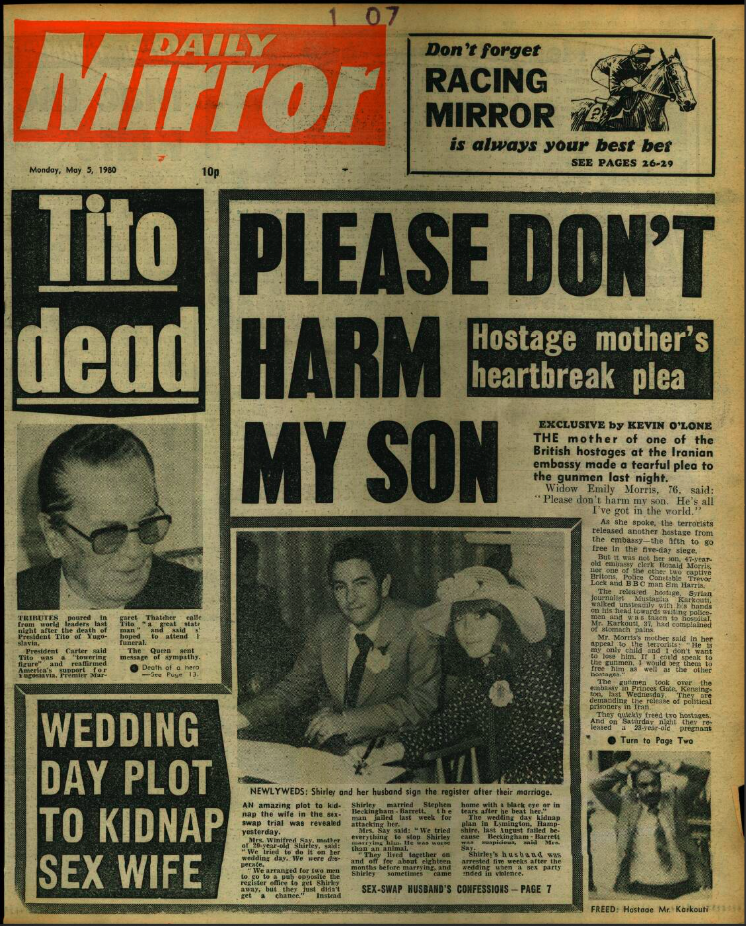 1 07
DAILY
Mirror
Don't forget
RACING
MIRROR
is always your best bet
SEE PAGES 26-29
Monday, May 5, 1980
10p
Tito
dead
TRIBUTES poured in
from world leaders last
night after the death of
President Tito of Yugo-
slavia.
President Carter said
Tito was a "towering
figure" and reaffirmed
America's support for
Yugoslavia. Premier Mar-
garet Thatcher calle
Tito "a great state
man" and said s'
hoped to attend
funeral.
The Queen sent
message of sympathy.
● Death of a hero
—See Page 13.
PLEASE DON'T
HARM
MY SON
Hostage mother's
heartbreak plea
EXCLUSIVE by KEVIN O'LONE
THE mother of one of the
British hostages at the Iranian
embassy made a tearful plea to
the gunmen last night.
Widow Emily Morris, 76, said:
"Please don't harm my son. He's all
I've got in the world."
As she spoke, the terrorists
released another hostage from
the embassy—the fifth to go
free in the five-day siege.
But it was not her son, 47-year-
old embassy clerk Ronald Morris,
nor one of the other two captive
Britons, Police Constable Trevor
Lock and BBC man Sim Harris.
The released hostage, Syrian
journalist Mustapha Karkouti,
walked unsteadily with his hands
on his head towards waiting police-
men and was taken to hospital.
Mr. Karkouti, 37, had complained
of stomach pains.
Mr. Morris's mother said in her
appeal to the terrorists: "He is
my only child and I don't want
to lose him. If I could speak to
the gunmen, I would beg them to
free him as well as the other
hostages."
The gunmen took over the
embassy in Princes Gate, Kensing-
ton, last Wednesday. They are
demanding the release of political
prisoners in Iran.
They quickly freed two hostages.
And on Saturday night they re-
leased a 28-year-old pregnant
● Turn to Page Two
FREED: Hostage Mr. Karkouti
WEDDING
DAY PLOT
TO KIDNAP
SEX WIFE
NEWLYWEDS: Shirley and her husband sign the register after their marriage.
AN amazing plot to kid-
nap the wife in the sex-
swap trial was revealed
yesterday.
Mrs. Winifred Say, mother
of 29-year-old Shirley, said:
"We tried to do it on her
wedding day. We were des-
perate.
"We arranged for two men
to go to a pub opposite the
register office to get Shirley
away, but they just didn't
get a chance." Instead
Shirley married Stephen
Beckingham-Barrett, the
man jailed last week for
attacking her.
Mrs. Say said: "We tried
everything to stop Shirley
marrying him. He was worse
than an animal.
"They lived together on
and off for about eighteen
months before marrying, and
Shirley sometimes came
home with a black eye or in
tears after he beat her."
The wedding day kidnap
plan in Lymington, Hamp-
shire, last August failed be-
cause Beckingham-Barrett
was suspicious, said Mrs.
Say.
Shirley's husband was
arrested five weeks after the
wedding when a sex party
ended in violence.
SEX-SWAP HUSBAND'S CONFESSIONS – PAGE 7